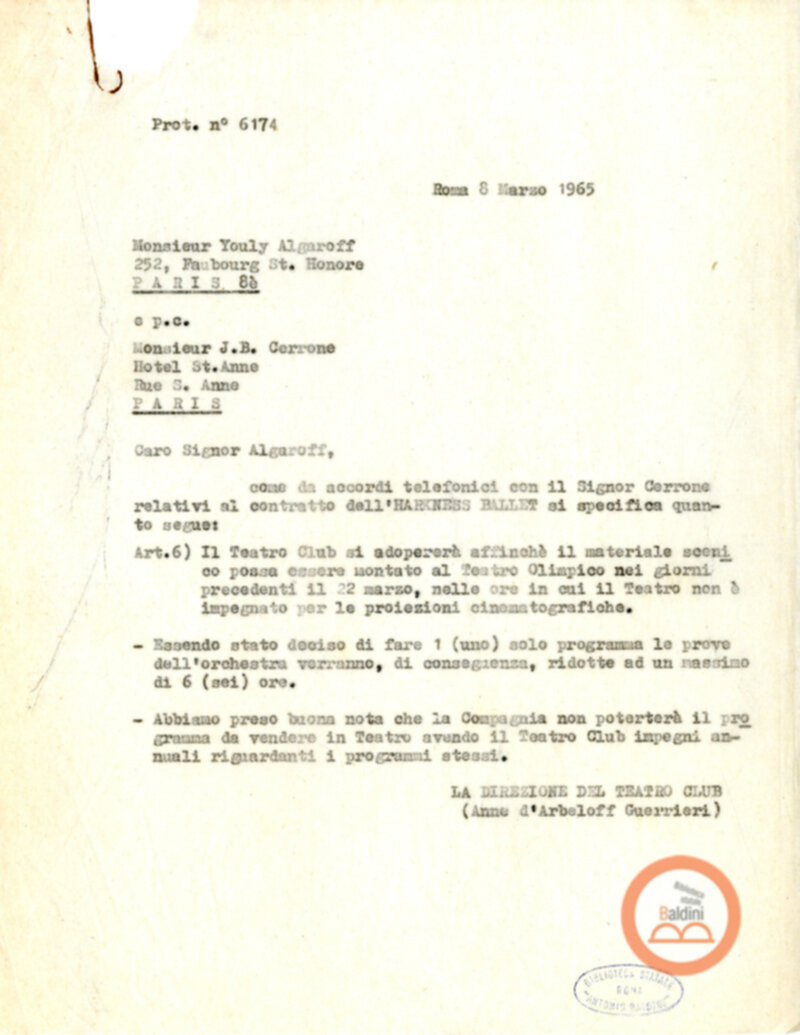 Prot. n° 6174
Roma 8 Marzo 1965
Monsieur Youly Algaroff
252, Faubourg St. Honore
P A R I S 8è
e p.c.
Monsieur J.B. Cerrone
Hotel St.Anne
Rue S. Anne
P A R I S
Caro Signor Algaroff,
come da accordi telefonici con il Signor Cerrone
relativi al contratto dell'HARKNESS BALLET si specifica quan-
to segue:
Art.6) Il Teatro Club si adopererà affinchè il materiale sceni
co possa essere montato al Teatro Olimpico nei giorni
precedenti il 22 marzo, nelle ore in cui il Teatro non è
impegnato per le proiezioni cinematografiche.
- Essendo stato deciso di fare 1 (uno) solo programma le prove
dell'orchestra verranno, di conseguenza, ridotte ad un massimo
di 6 (sei) ore.
- Abbiamo preso buona nota che la Compagnia non poterterà il pro
gramma da vendere in Teatro avendo il Teatro Club impegni an-
nuali riguardanti i programmi stessi.
LA DIREZIONE DEL TEATRO CLUB
(Anne d'Arbeloff Guerrieri)
Biblioteca
statale
Baldini
BIBLIOTECA STATALE
ROMA
ANTONIO BALDINI